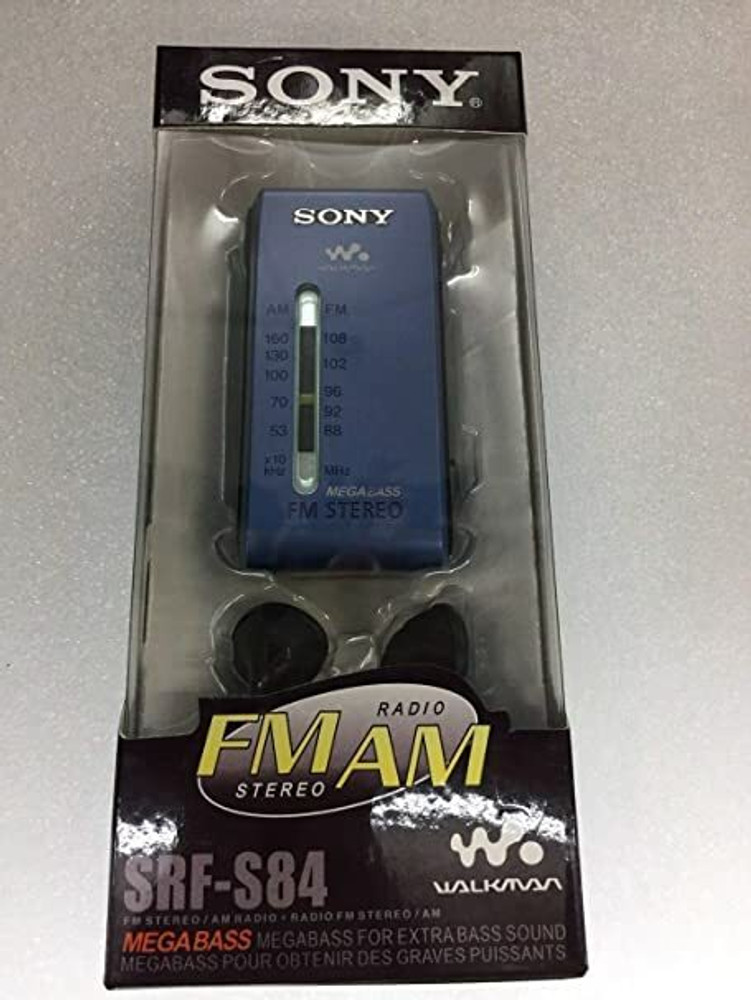 SONY®
SONY
WALKMAN
AM FM
160 108
130
100 102
96
70 92
53 88
x10
kHz MHz
MEGABASS
FM STEREO
RADIO
FM AM
STEREO
SRF-S84
WALKMAN
FM STEREO / AM RADIO • RADIO FM STEREO / AM
MEGABASS MEGABASS FOR EXTRA BASS SOUND
MEGABASS POUR OBTENIR DES GRAVES PUISSANTS